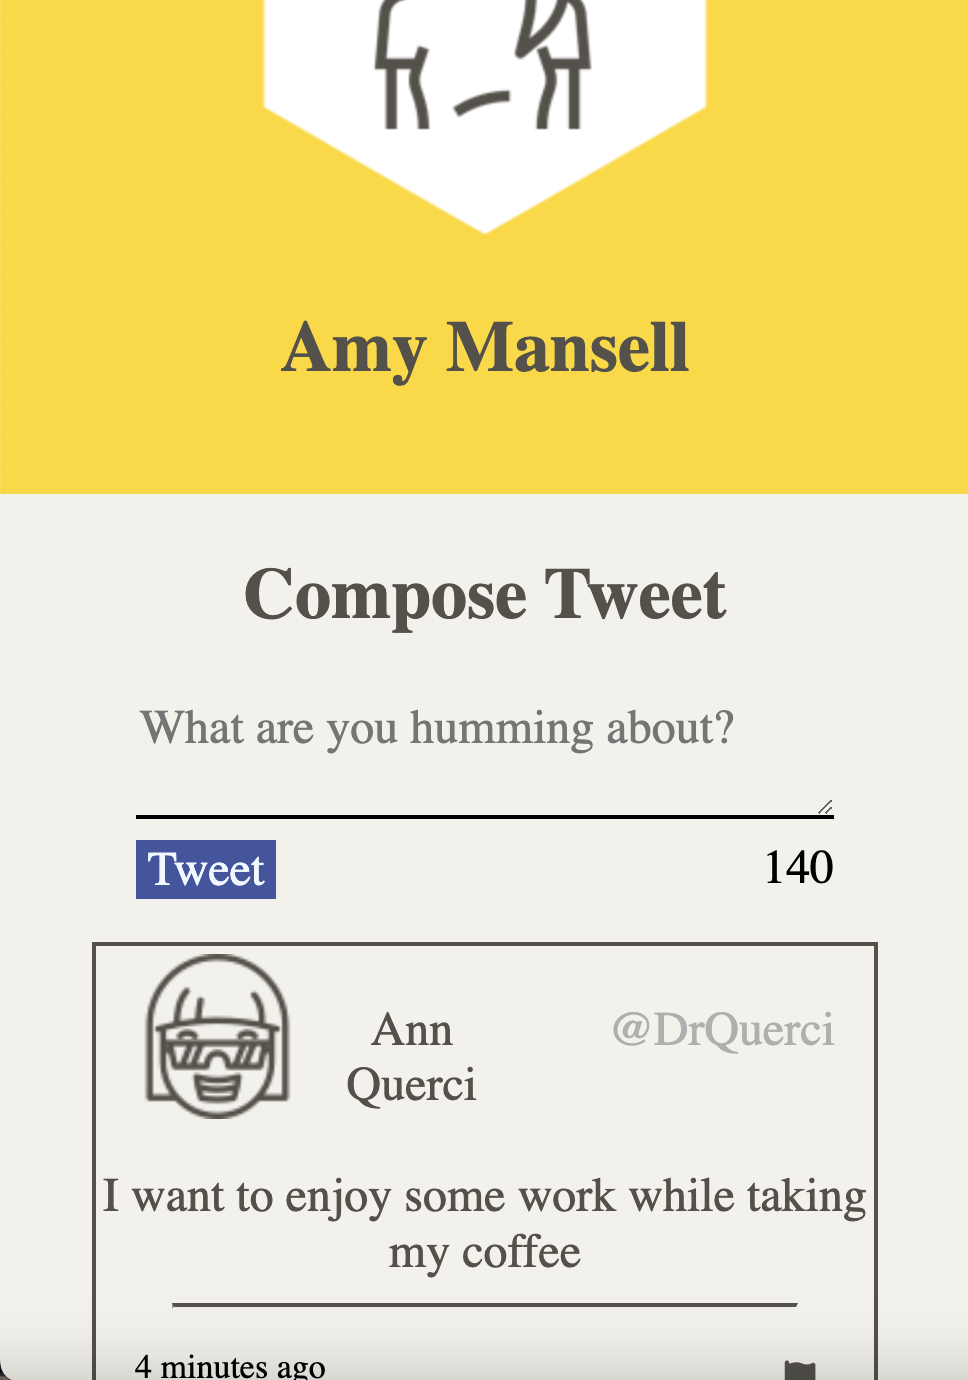 Amy Mansell
Compose Tweet
What are you humming about?
Tweet
140
Ann
Querci
@DrQuerci
I want to enjoy some work while taking
my coffee
4 minutes ago